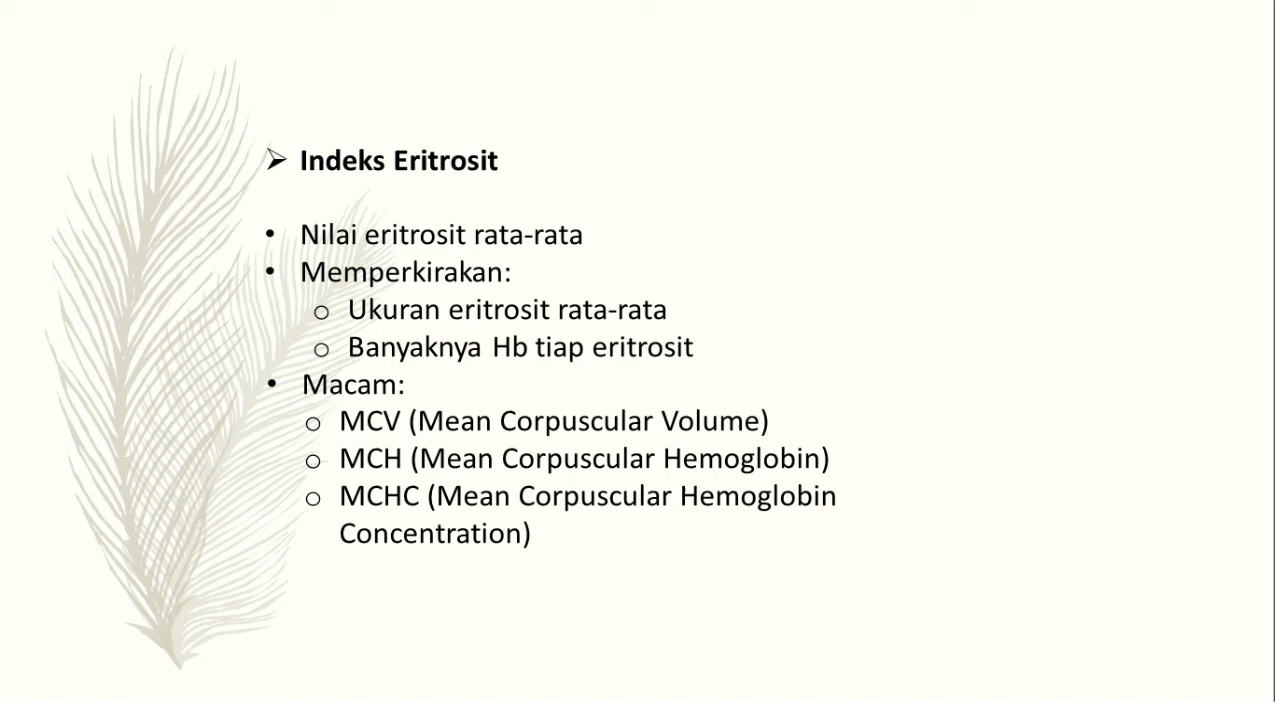 ➢ Indeks Eritrosit
• Nilai eritrosit rata-rata
• Memperkirakan:
o Ukuran eritrosit rata-rata
o Banyaknya Hb tiap eritrosit
• Macam:
o MCV (Mean Corpuscular Volume)
o MCH (Mean Corpuscular Hemoglobin)
o MCHC (Mean Corpuscular Hemoglobin
Concentration)